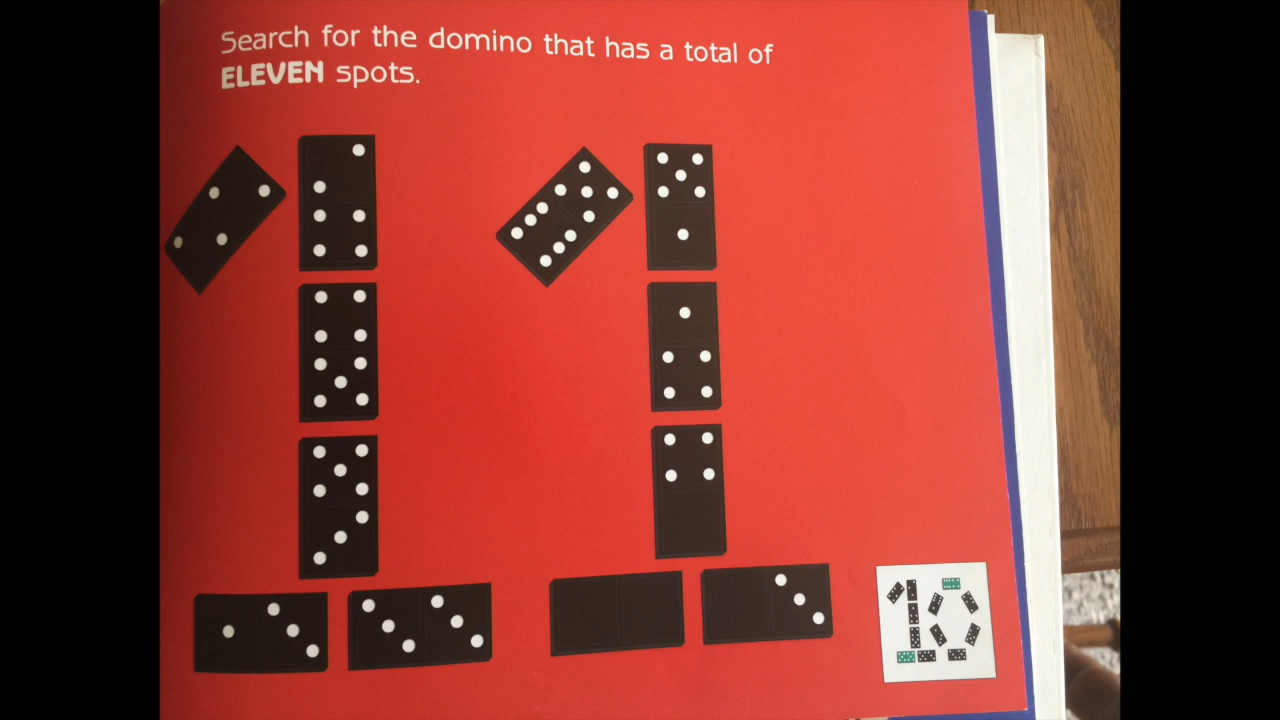 Search for the domino that has a total of
ELEVEN spots.